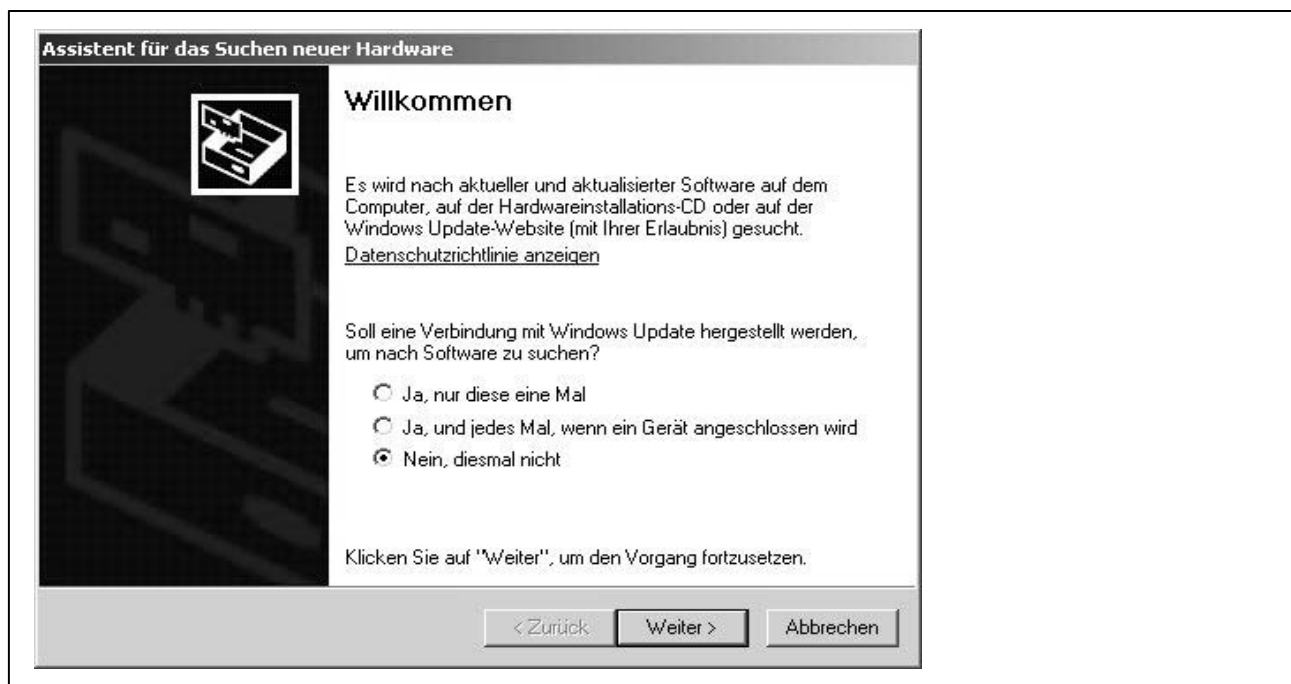 Assistent für das Suchen neuer Hardware
Willkommen
Es wird nach aktueller und aktualisierter Software auf dem
Computer, auf der Hardwareinstallations-CD oder auf der
Windows Update-Website (mit Ihrer Erlaubnis) gesucht.
Datenschutzrichtlinie anzeigen
Soll eine Verbindung mit Windows Update hergestellt werden,
um nach Software zu suchen?
Ja, nur diese eine Mal
Ja, und jedes Mal, wenn ein Gerät angeschlossen wird
Nein, diesmal nicht
Klicken Sie auf "Weiter", um den Vorgang fortzusetzen.
< Zurück Weiter > Abbrechen